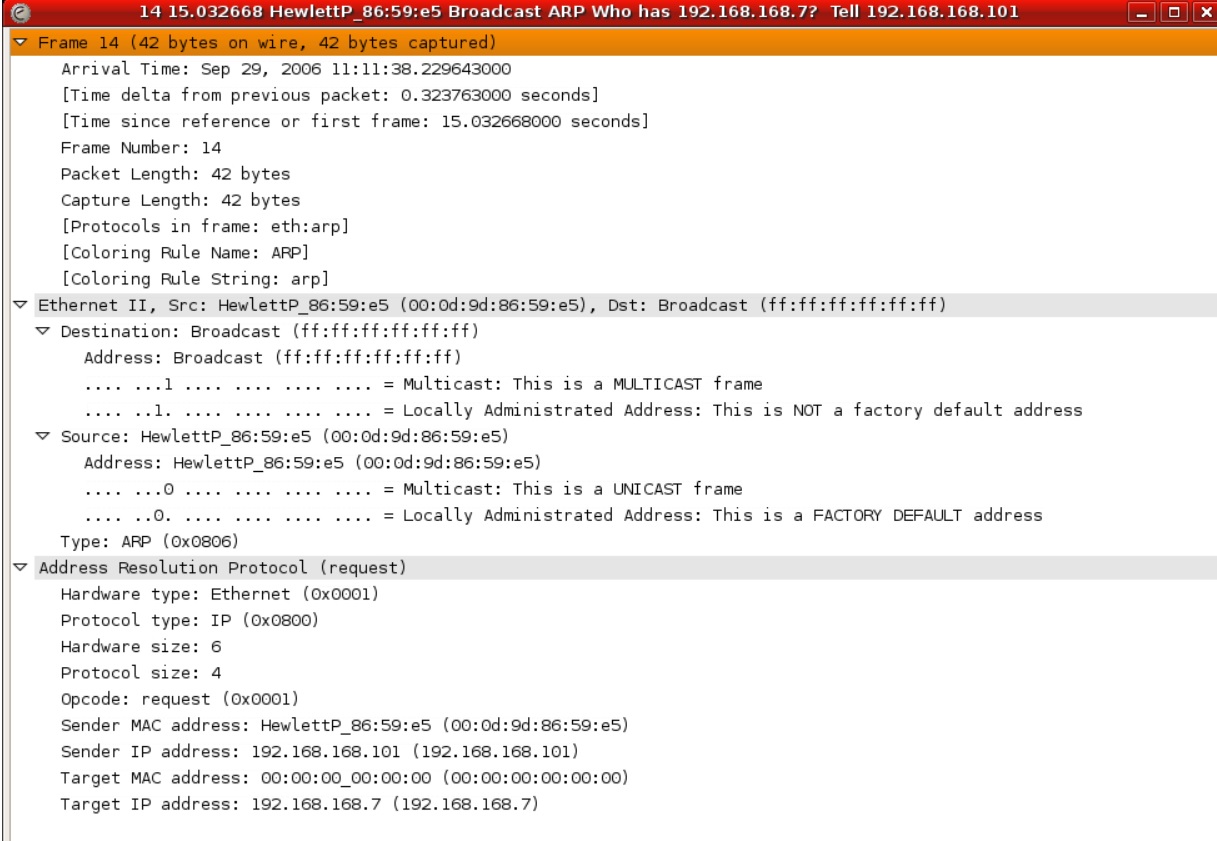 14 15.032668 HewlettP_86:59:e5 Broadcast ARP Who has 192.168.168.7?  Tell 192.168.168.101
Frame 14 (42 bytes on wire, 42 bytes captured)
Arrival Time: Sep 29, 2006 11:11:38.229643000
[Time delta from previous packet: 0.323763000 seconds]
[Time since reference or first frame: 15.032668000 seconds]
Frame Number: 14
Packet Length: 42 bytes
Capture Length: 42 bytes
[Protocols in frame: eth:arp]
[Coloring Rule Name: ARP]
[Coloring Rule String: arp]
Ethernet II, Src: HewlettP_86:59:e5 (00:0d:9d:86:59:e5), Dst: Broadcast (ff:ff:ff:ff:ff:ff)
Destination: Broadcast (ff:ff:ff:ff:ff:ff)
Address: Broadcast (ff:ff:ff:ff:ff:ff)
.... ...1 .... .... .... .... = Multicast: This is a MULTICAST frame
.... ..1. .... .... .... .... = Locally Administrated Address: This is NOT a factory default address
Source: HewlettP_86:59:e5 (00:0d:9d:86:59:e5)
Address: HewlettP_86:59:e5 (00:0d:9d:86:59:e5)
.... ...0 .... .... .... .... = Multicast: This is a UNICAST frame
.... ..0. .... .... .... .... = Locally Administrated Address: This is a FACTORY DEFAULT address
Type: ARP (0x0806)
Address Resolution Protocol (request)
Hardware type: Ethernet (0x0001)
Protocol type: IP (0x0800)
Hardware size: 6
Protocol size: 4
Opcode: request (0x0001)
Sender MAC address: HewlettP_86:59:e5 (00:0d:9d:86:59:e5)
Sender IP address: 192.168.168.101 (192.168.168.101)
Target MAC address: 00:00:00_00:00:00 (00:00:00:00:00:00)
Target IP address: 192.168.168.7 (192.168.168.7)